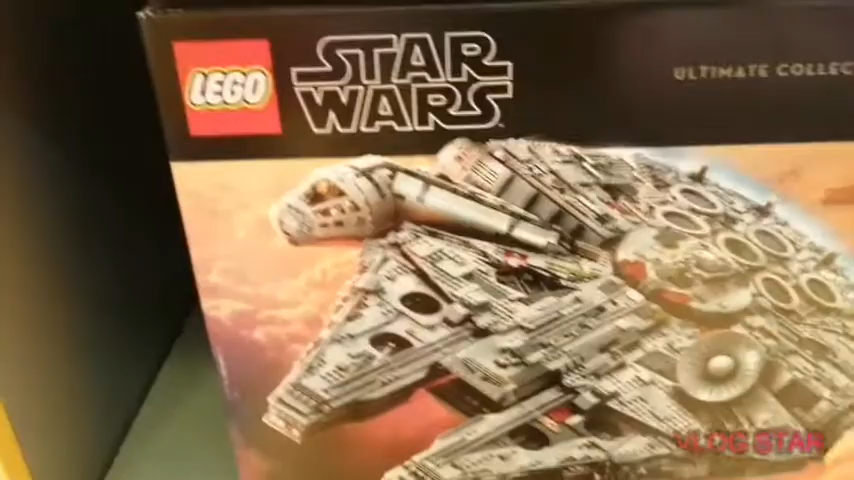 LEGO
STAR
WARS
ULTIMATE COLLEC
VLOG STAR